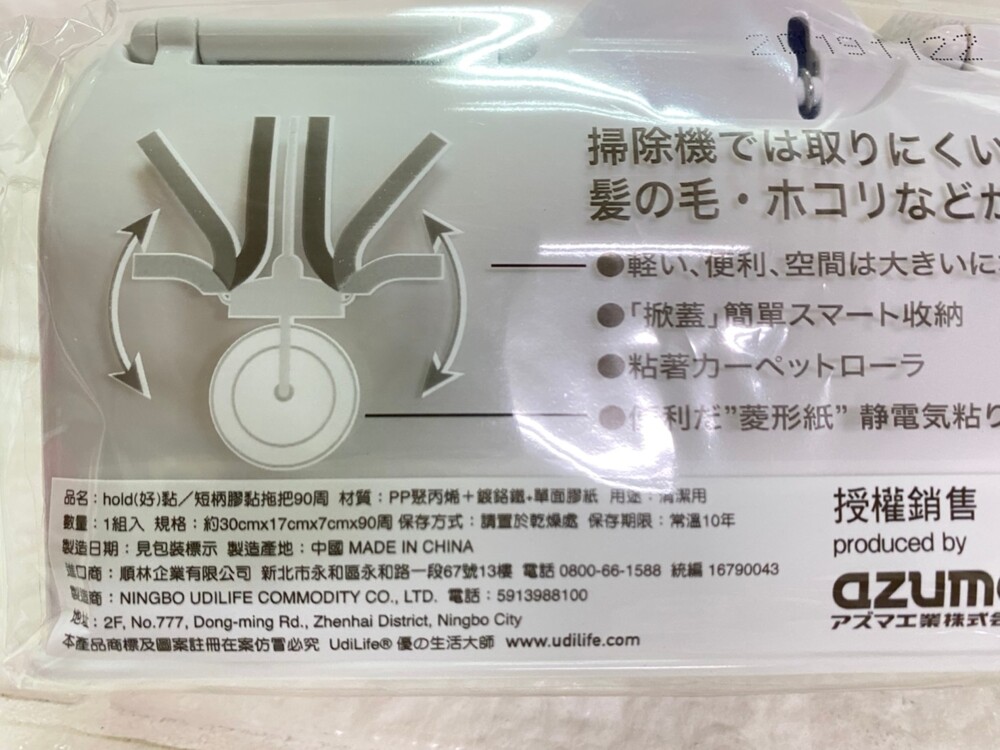 20191122
掃除機では取りにくい
髪の毛・ホコリなどが
●軽い、便利、空間は大きいに
●「掀蓋」簡單スマート收納
●粘著カーペットローラ
●便利だ"菱形紙" 静電気粘り
品名：hold(好)黏／短柄膠黏拖把90周 材質：PP聚丙烯＋鍍鉻鐵+單面膠紙 用途：清潔用
數量：1組入 規格：約30cmx17cmx7cmx90周 保存方式：請置於乾燥處 保存期限：常溫10年
製造日期：見包裝標示 製造產地：中國 MADE IN CHINA
進口商：順林企業有限公司 新北市永和區永和路一段67號13樓 電話 0800-66-1588 統編 16790043
製造商：NINGBO UDILIFE COMMODITY CO., LTD. 電話：5913988100
地址：2F, No.777, Dong-ming Rd., Zhenhai District, Ningbo City
本產品商標及圖案註冊在案仿冒必究 UdiLife® 優の生活大師 www.udilife.com
授權銷售
produced by
azuma
アズマ工業株式会